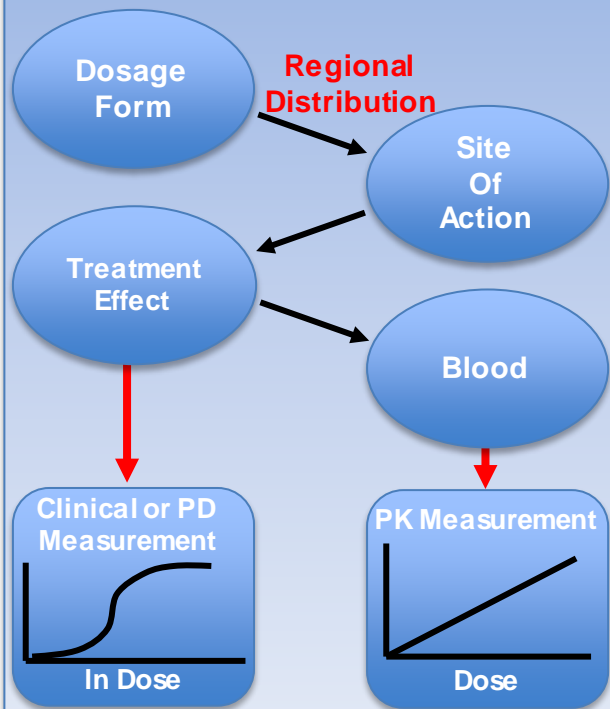 Dosage
Form
Regional
Distribution
Site
Of
Action
Treatment
Effect
Blood
Clinical or PD
Measurement
In Dose
PK Measurement
Dose